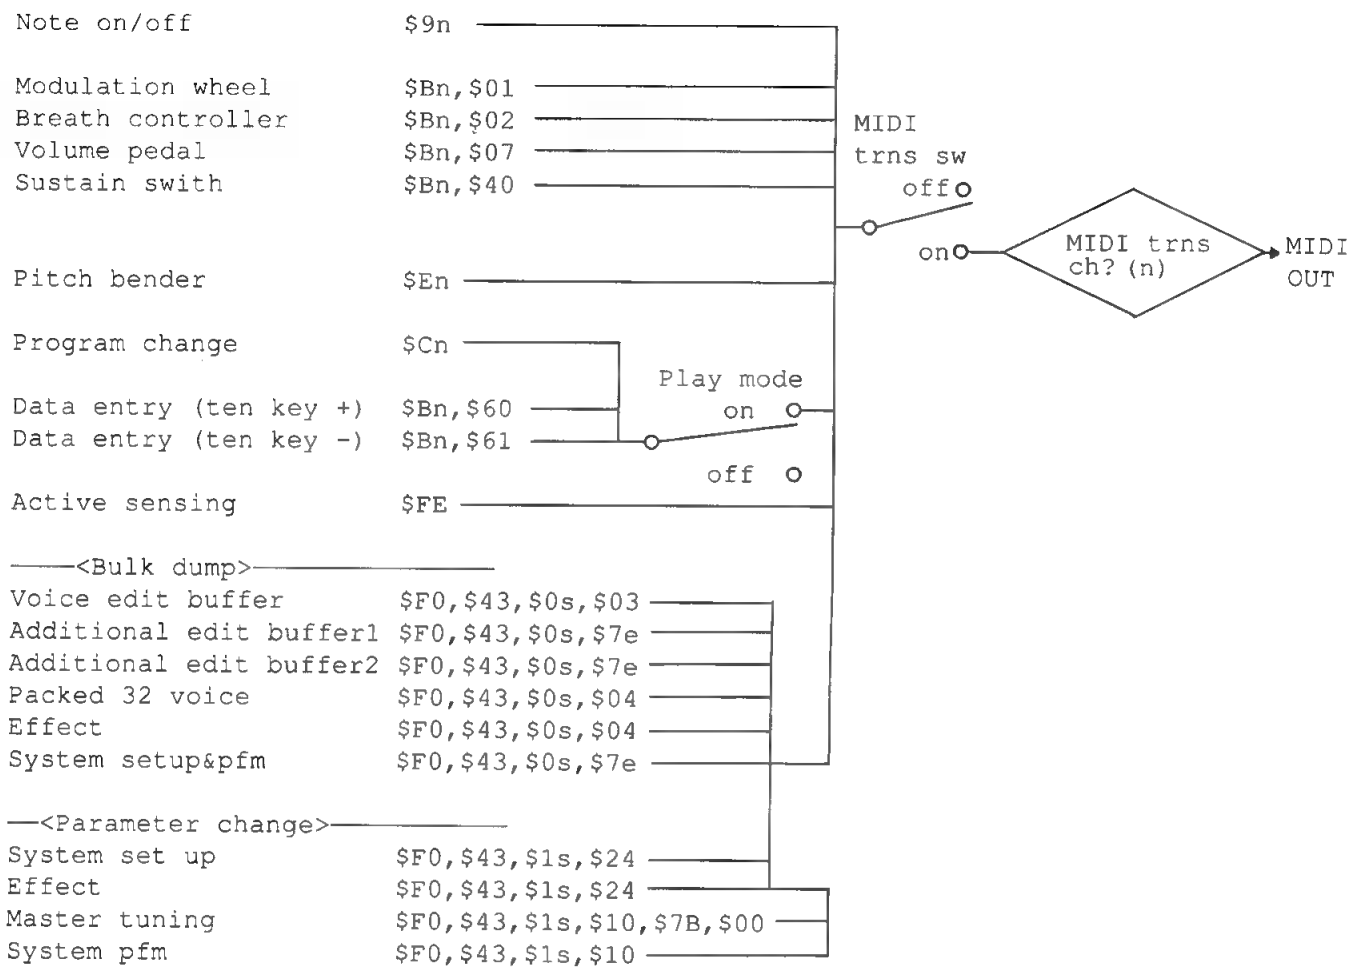 Note on/off $9n
Modulation wheel $Bn,$01
Breath controller $Bn,$02
Volume pedal $Bn,$07
Sustain swith $Bn,$40
MIDI
trns sw
off
on
MIDI trns
ch?(n)
MIDI
OUT
Pitch bender $En
Program change $Cn
Play mode
on
off
Data entry (ten key +) $Bn,$60
Data entry (ten key -) $Bn,$61
Active sensing $FE
<Bulk dump>
Voice edit buffer $F0,$43,$0s,$03
Additional edit buffer1 $F0,$43,$0s,$7e
Additional edit buffer2 $F0,$43,$0s,$7e
Packed 32 voice $F0,$43,$0s,$04
Effect $F0,$43,$0s,$04
System setup&pfm $F0,$43,$0s,$7e
<Parameter change>
System set up $F0,$43,$1s,$24
Effect $F0,$43,$1s,$24
Master tuning $F0,$43,$1s,$10,$7B,$00
System pfm $F0,$43,$1s,$10